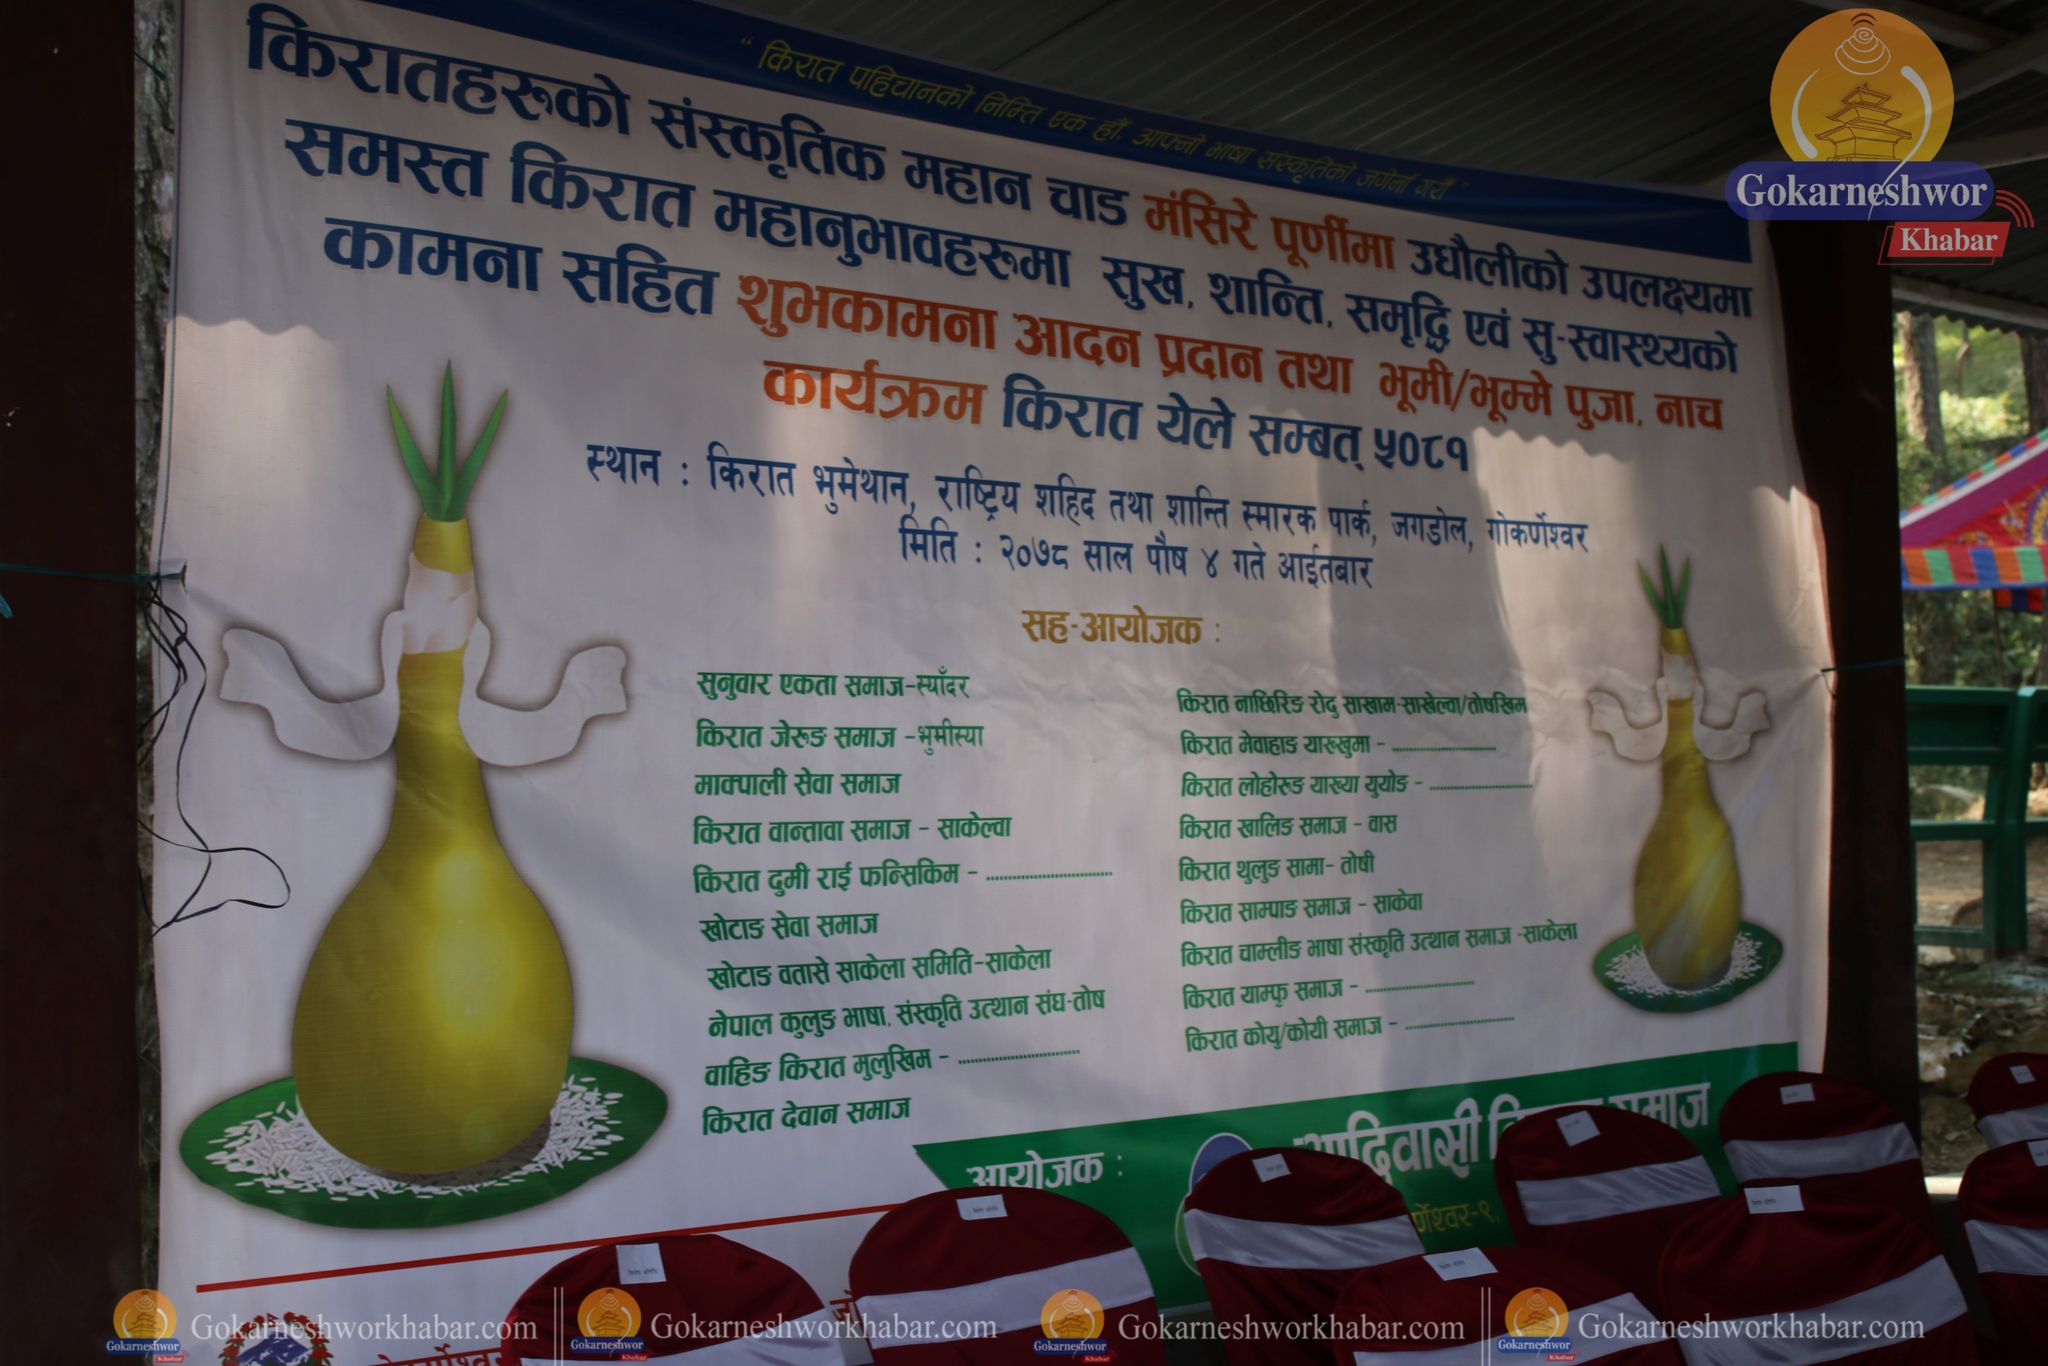 “ किरात पहिचानको निम्ति एक हौं, आफ्नो भाषा संस्कृतिको जगेर्ना गरौं ”
किरातहरुको संस्कृतिक महान चाड मंसिरे पूर्णीमा उधौलीको उपलक्ष्यमा
समस्त किरात महानुभावहरुमा सुख, शान्ति, समृद्धि एवं सु-स्वास्थ्यको
कामना सहित शुभकामना आदन प्रदान तथा भूमी/भूम्मे पुजा, नाच
कार्यक्रम किरात येले सम्बत् ५०८१
स्थान : किरात भुमेथान, राष्ट्रिय शहिद तथा शान्ति स्मारक पार्क, जगडोल, गोकर्णेश्वर
मिति : २०७८ साल पौष ४ गते आईतबार
सह-आयोजक :
सुनुवार एकता समाज-स्याँदर
किरात जेरुङ समाज -भुमीस्या
माक्पाली सेवा समाज
किरात वान्तावा समाज - साकेल्वा
किरात दुमी राई फन्सिकिम - ..............................
खोटाङ सेवा समाज
खोटाङ वतासे साकेला समिति-साकेला
नेपाल कुलुङ भाषा, संस्कृति उत्थान संघ-तोष
वाहिङ किरात मुलुखिम - ..............................
किरात देवान समाज
किरात नाछिरिङ रोदु साखाम-साखेल्वा/तोषखिम
किरात मेवाहाङ याख्खुमा - ..............................
किरात लोहोरुङ याख्या युयोङ - ..............................
किरात खालिङ समाज - वास
किरात थुलुङ सामा- तोषी
किरात साम्पाङ समाज - साकेवा
किरात चाम्लीङ भाषा संस्कृति उत्थान समाज -साकेला
किरात याम्फू समाज - ..............................
किरात कोयु/कोयी समाज - ..............................
आयोजक :
आदिवासी समाज
Gokarneshwor
Khabar
Gokarneshworkhabar.com
Gokarneshworkhabar.com
Gokarneshworkhabar.com
Gokarneshworkhabar.com